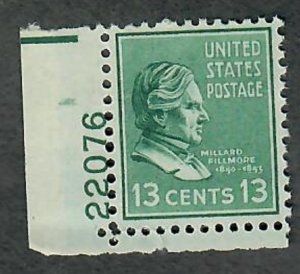 UNITED
STATES
POSTAGE
MILLARD
FILLMORE
1850-1853
13 CENTS 13
22076